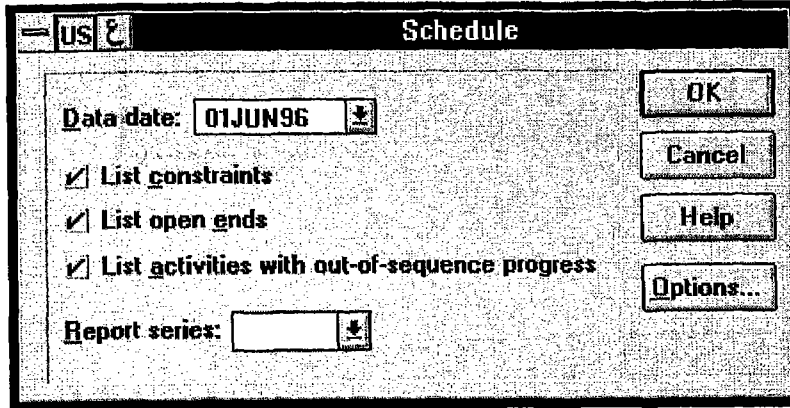 US ع Schedule
Data date: 01JUN96
List constraints
List open ends
List activities with out-of-sequence progress
Report series:
OK
Cancel
Help
Options...